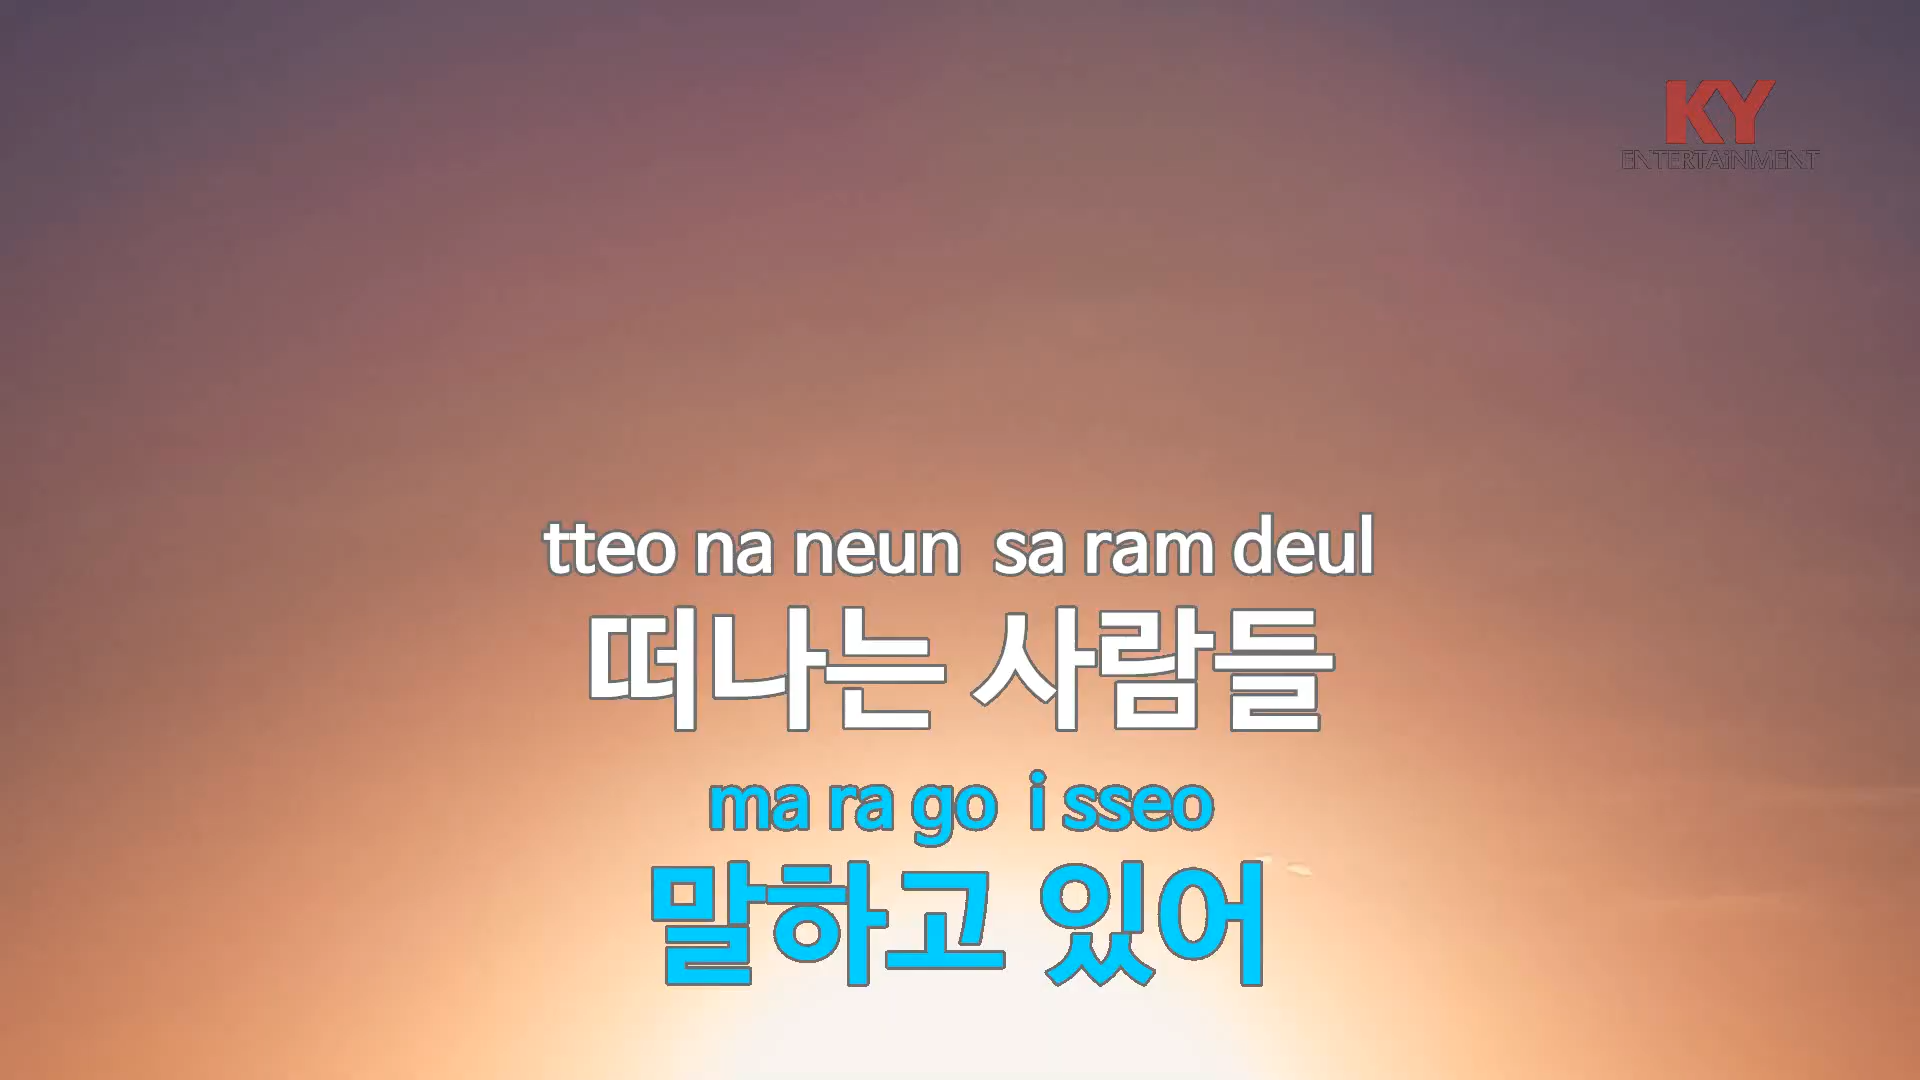 KY
ENTERTAiNMENT
tteo na neun sa ram deul
떠나는 사람들
ma ra go i sseo
말하고 있어